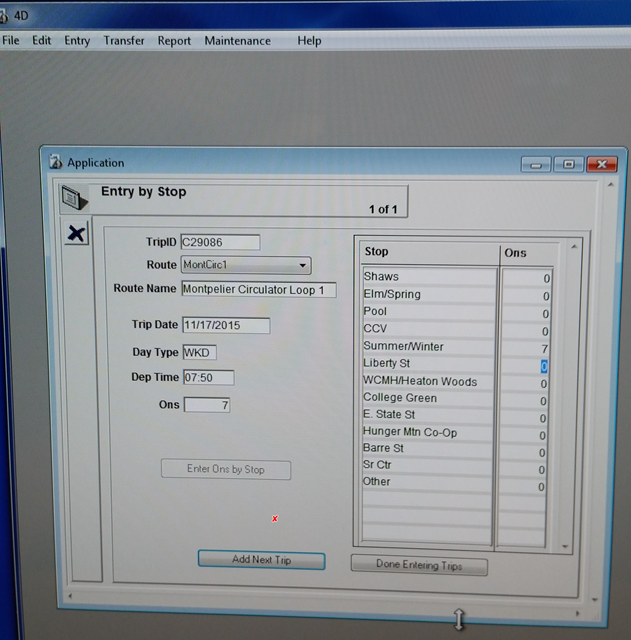 4D
File Edit Entry Transfer Report Maintenance Help
Application
Entry by Stop
1 of 1
TripID C29086
Route MontCirc1
Route Name Montpelier Circulator Loop 1
Trip Date 11/17/2015
Day Type WKD
Dep Time 07:50
Ons 7
Enter Ons by Stop
x
Add Next Trip
Stop Ons
Shaws 0
Elm/Spring 0
Pool 0
CCV 0
Summer/Winter 7
Liberty St 0
WCMH/Heaton Woods 0
College Green 0
E. State St 0
Hunger Mtn Co-Op 0
Barre St 0
Sr Ctr 0
Other 0
Done Entering Trips